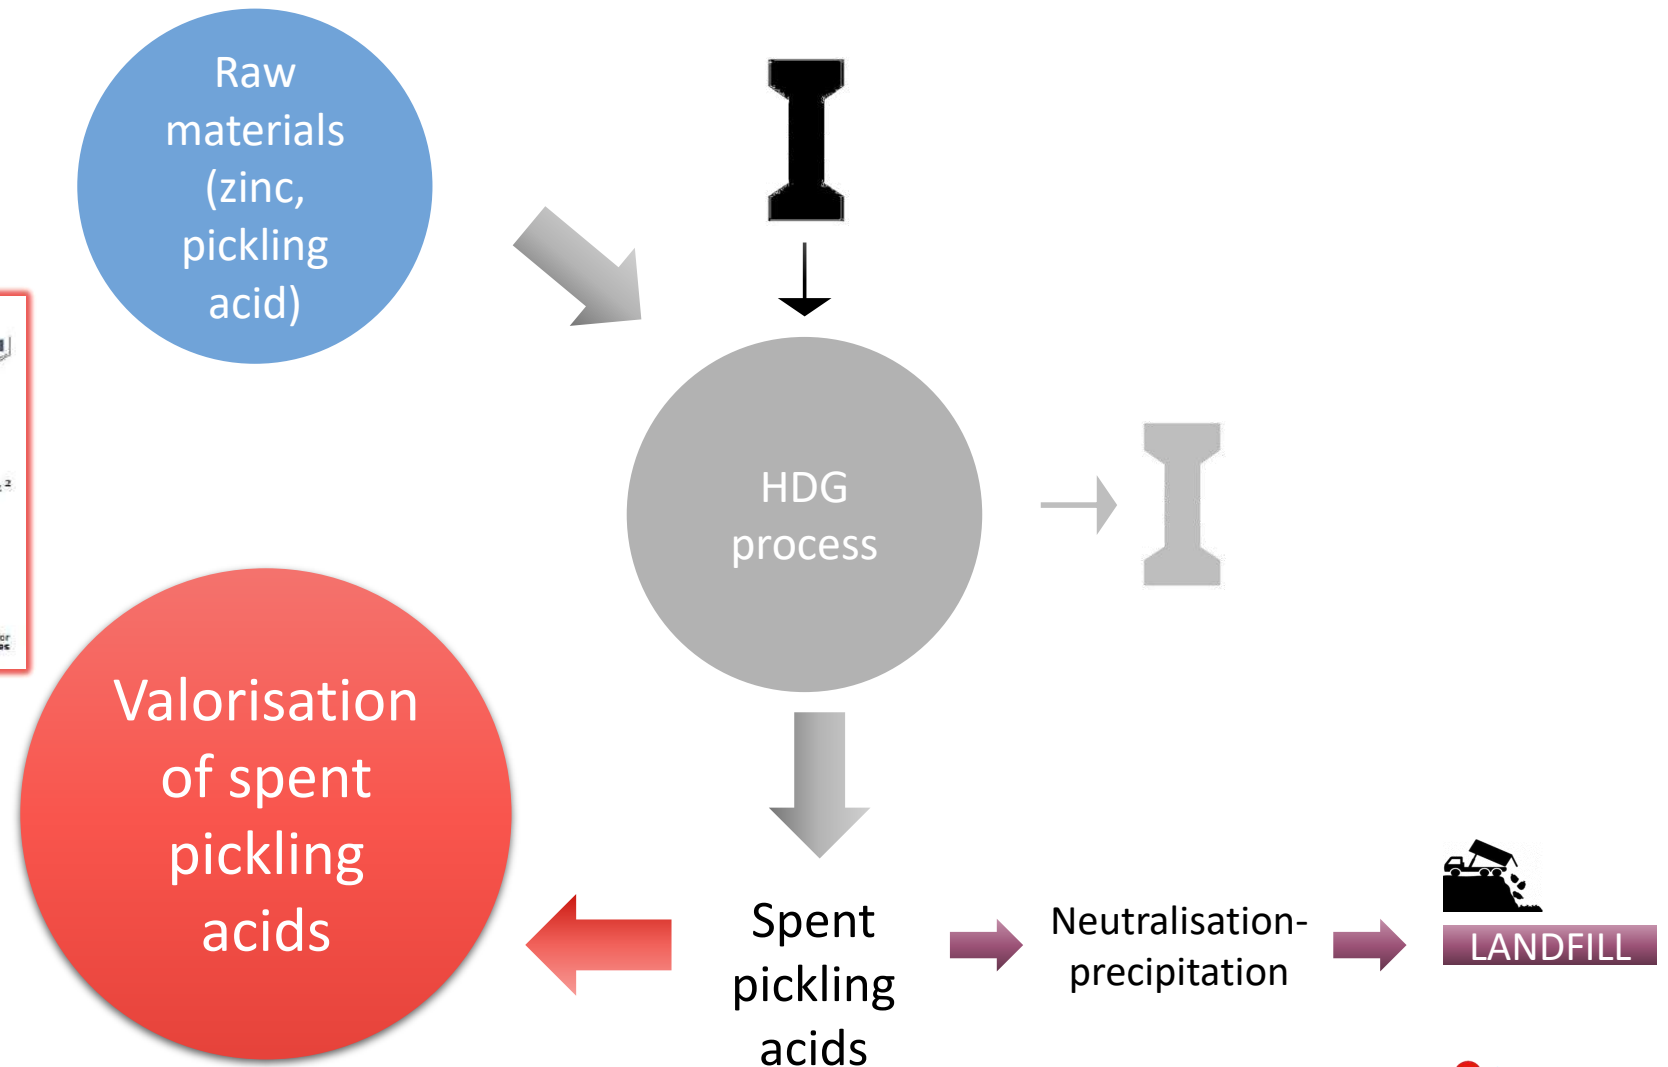 Raw
materials
(zinc,
pickling
acid)
HDG
process
Valorisation
of spent
pickling
acids
Spent
pickling
acids
Neutralisation-
precipitation
LANDFILL